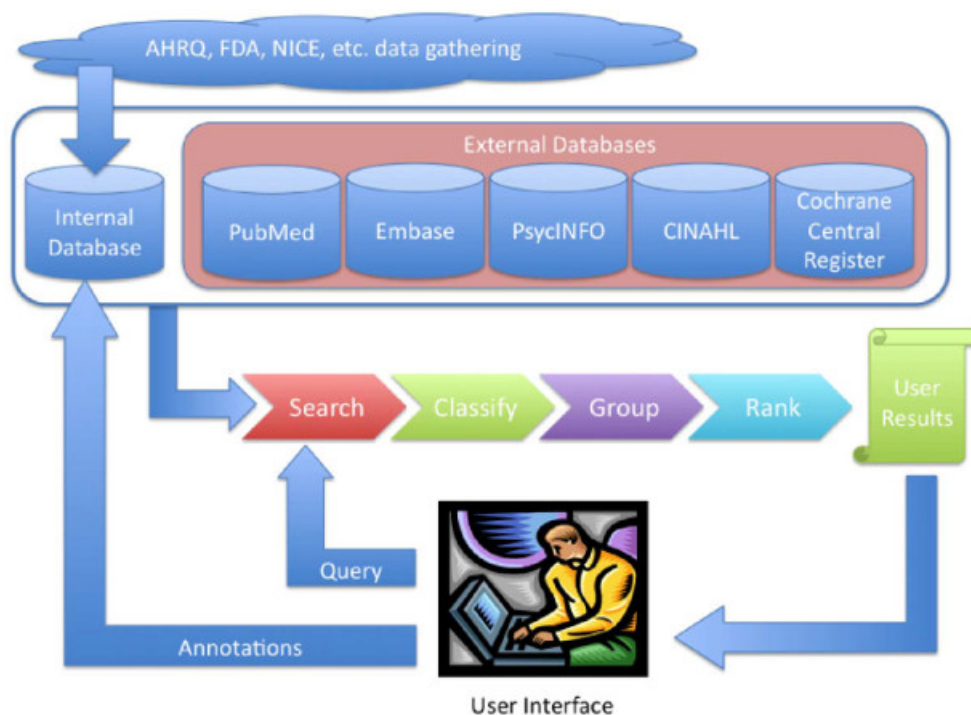 AHRQ, FDA, NICE, etc. data gathering
External Databases
Internal
Database
PubMed
Embase
PsycINFO
CINAHL
Cochrane
Central
Register
Search
Classify
Group
Rank
User
Results
Query
Annotations
User Interface